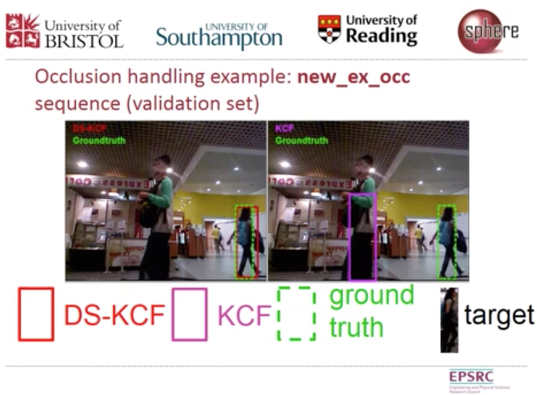 University of BRISTOL
UNIVERSITY OF Southampton
University of Reading
sphere
Occlusion handling example: new_ex_occ
sequence (validation set)
DS-KCF
Groundtruth
KCF
Groundtruth
DS-KCF
KCF
ground truth
target
EPSRC
Engineering and Physical Sciences
Research Council